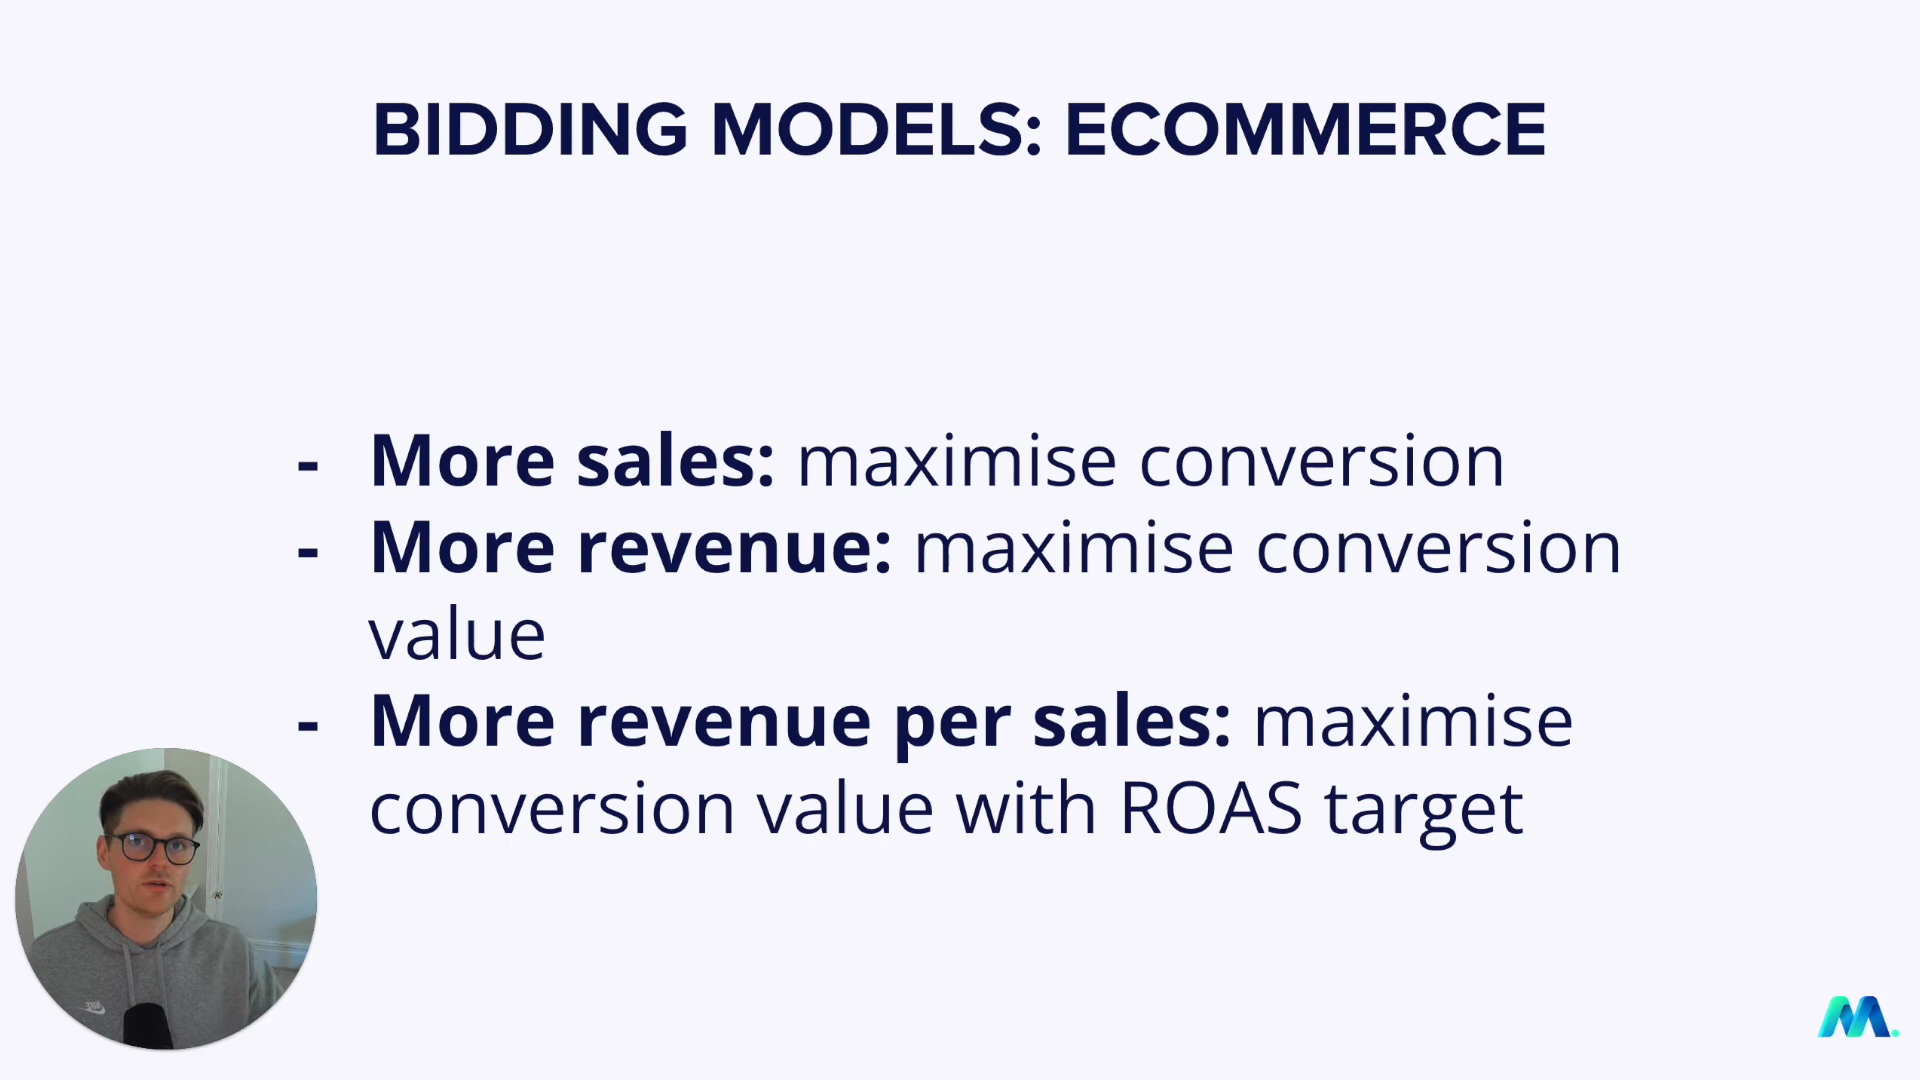 BIDDING MODELS: ECOMMERCE
- More sales: maximise conversion
- More revenue: maximise conversion
value
- More revenue per sales: maximise
conversion value with ROAS target
M.